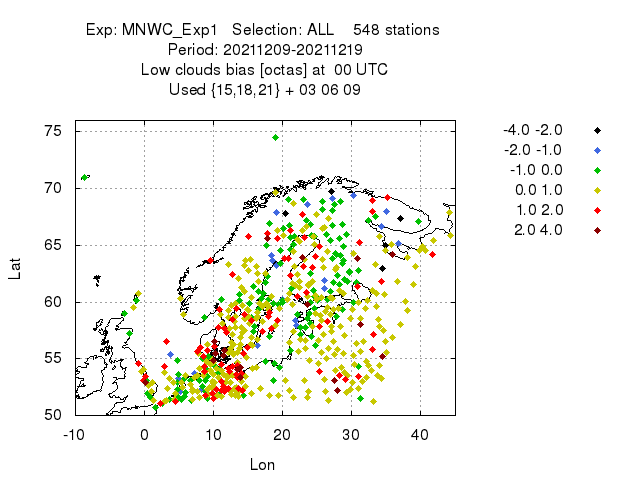 Exp: MNWC_Exp1 Selection: ALL 548 stations
Period: 20211209-20211219
Low clouds bias [octas] at 00 UTC
Used {15,18,21} + 03 06 09
-4.0 -2.0
-2.0 -1.0
-1.0 0.0
0.0 1.0
1.0 2.0
2.0 4.0
75
70
65
60
55
50
Lat
-10 0 10 20 30 40
Lon